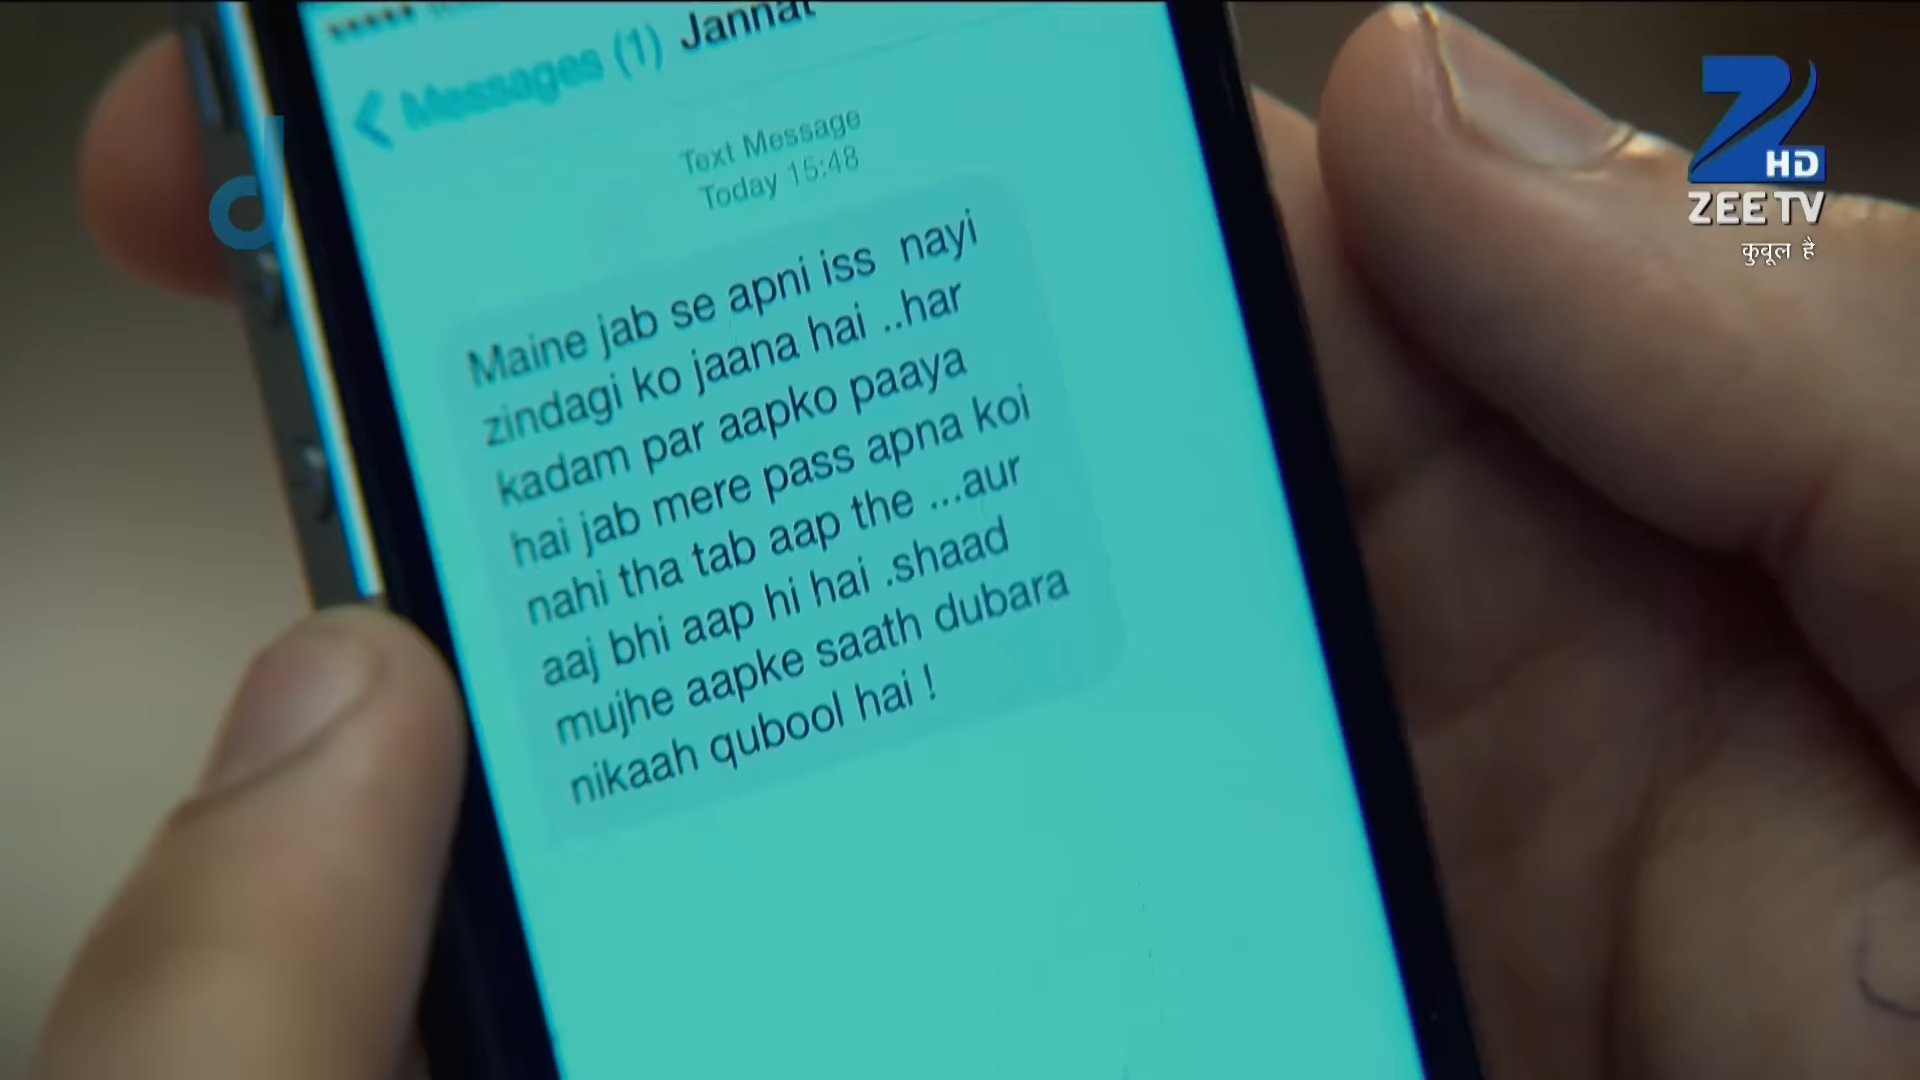 Messages (1) Jannat
Text Message
Today 15:48
Maine jab se apni iss nayi
zindagi ko jaana hai ..har
kadam par aapko paaya
hai jab mere pass apna koi
nahi tha tab aap the ...aur
aaj bhi aap hi hai .shaad
mujhe aapke saath dubara
nikaah qubool hai !
Z
HD
ZEE TV
कुबूल है
d